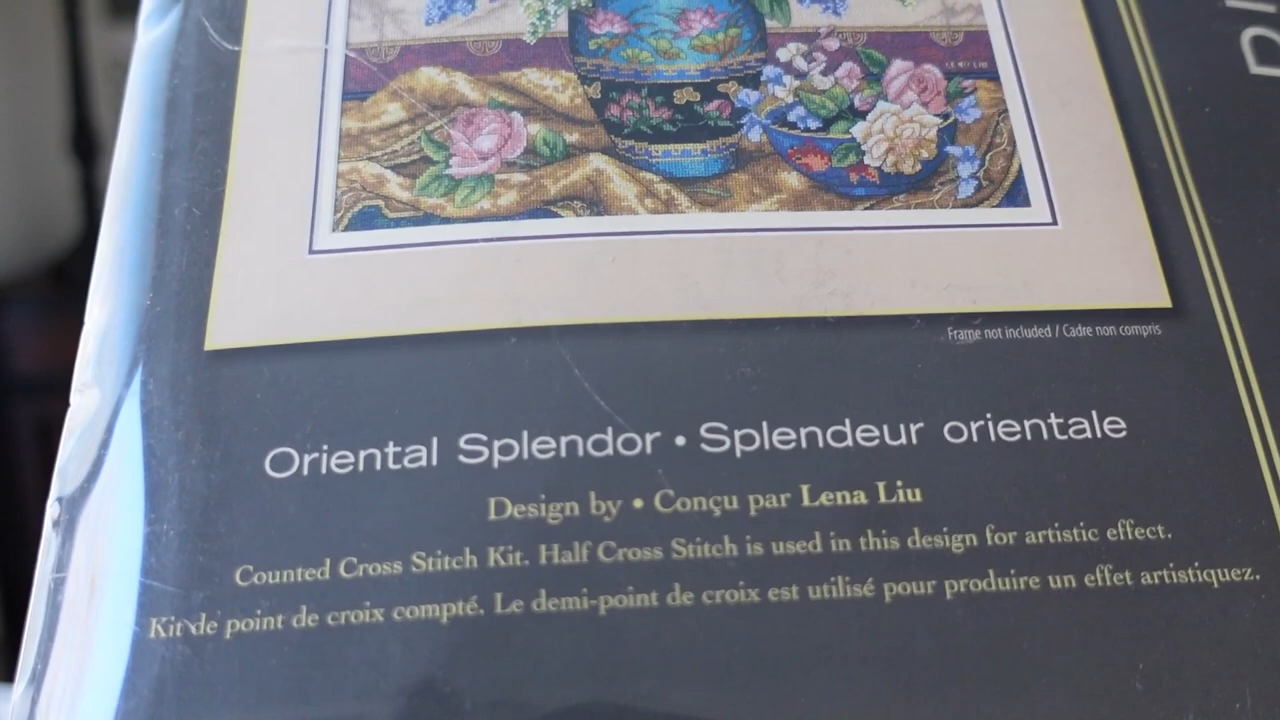 Frame not included / Cadre non compris
Oriental Splendor • Splendeur orientale
Design by • Conçu par Lena Liu
Counted Cross Stitch Kit. Half Cross Stitch is used in this design for artistic effect.
Kit de point de croix compté. Le demi-point de croix est utilisé pour produire un effet artistiquez.